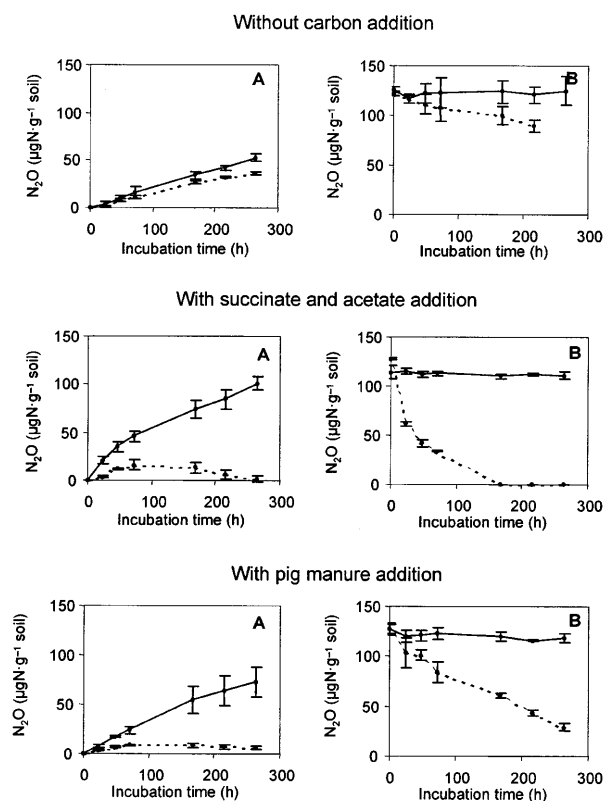 Without carbon addition
A
N₂O (µgN·g⁻¹ soil)
150
100
50
0
0 100 200 300
Incubation time (h)
B
N₂O (µgN·g⁻¹ soil)
150
100
50
0
0 100 200 300
Incubation time (h)
With succinate and acetate addition
A
N₂O (µgN·g⁻¹ soil)
150
100
50
0
0 100 200 300
Incubation time (h)
B
N₂O (µgN·g⁻¹ soil)
150
100
50
0
0 100 200 300
Incubation time (h)
With pig manure addition
A
N₂O (µgN·g⁻¹ soil)
150
100
50
0
0 100 200 300
Incubation time (h)
B
N₂O (µgN·g⁻¹ soil)
150
100
50
0
0 100 200 300
Incubation time (h)